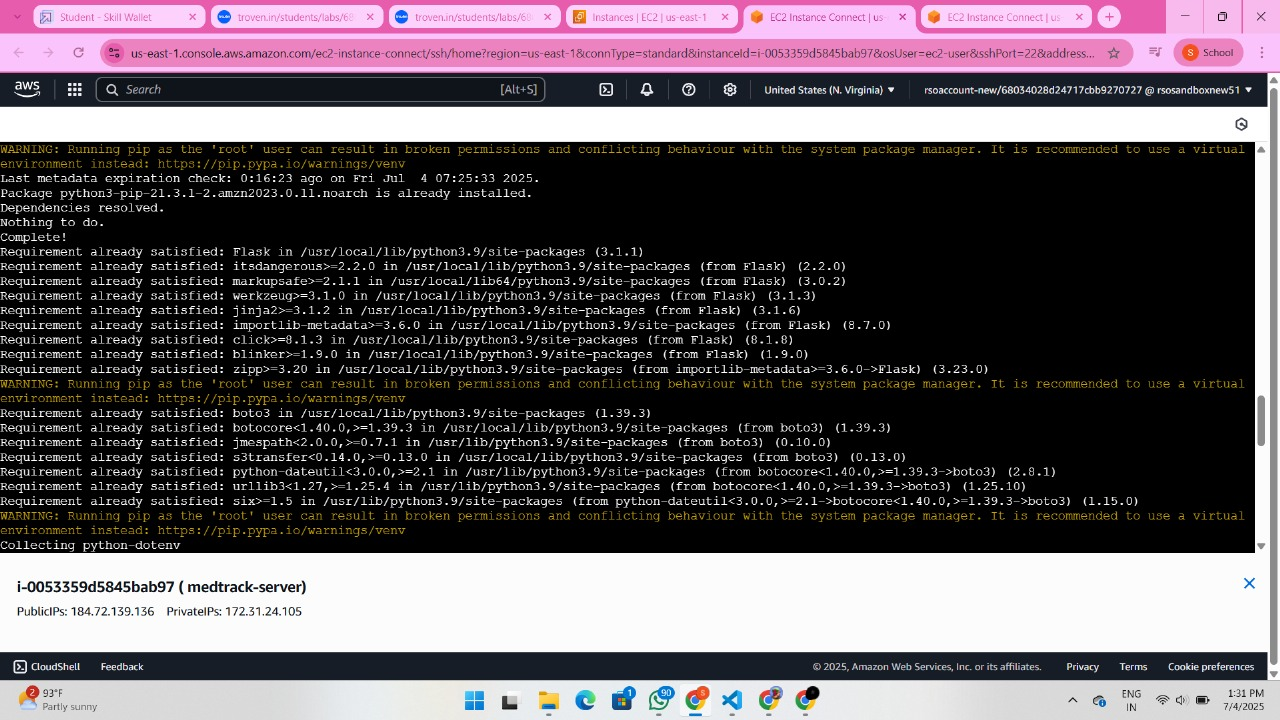 Student - Skill Wallet
troven.in/students/labs/68
troven.in/students/labs/68
Instances | EC2 | us-east-1
EC2 Instance Connect | us-
EC2 Instance Connect | us
us-east-1.console.aws.amazon.com/ec2-instance-connect/ssh/home?region=us-east-1&connType=standard&instanceId=i-0053359d5845bab97&osUser=ec2-user&sshPort=22&address...
S School
aws
Search [Alt+S]
United States (N. Virginia)
rsoaccount-new/68034028d24717cbb9270727 @ rsosandboxnew51
WARNING: Running pip as the 'root' user can result in broken permissions and conflicting behaviour with the system package manager. It is recommended to use a virtual
environment instead: https://pip.pypa.io/warnings/venv
Last metadata expiration check: 0:16:23 ago on Fri Jul  4 07:25:33 2025.
Package python3-pip-21.3.1-2.amzn2023.0.11.noarch is already installed.
Dependencies resolved.
Nothing to do.
Complete!
Requirement already satisfied: Flask in /usr/local/lib/python3.9/site-packages (3.1.1)
Requirement already satisfied: itsdangerous>=2.2.0 in /usr/local/lib/python3.9/site-packages (from Flask) (2.2.0)
Requirement already satisfied: markupsafe>=2.1.1 in /usr/local/lib64/python3.9/site-packages (from Flask) (3.0.2)
Requirement already satisfied: werkzeug>=3.1.0 in /usr/local/lib/python3.9/site-packages (from Flask) (3.1.3)
Requirement already satisfied: jinja2>=3.1.2 in /usr/local/lib/python3.9/site-packages (from Flask) (3.1.6)
Requirement already satisfied: importlib-metadata>=3.6.0 in /usr/local/lib/python3.9/site-packages (from Flask) (8.7.0)
Requirement already satisfied: click>=8.1.3 in /usr/local/lib/python3.9/site-packages (from Flask) (8.1.8)
Requirement already satisfied: blinker>=1.9.0 in /usr/local/lib/python3.9/site-packages (from Flask) (1.9.0)
Requirement already satisfied: zipp>=3.20 in /usr/local/lib/python3.9/site-packages (from importlib-metadata>=3.6.0->Flask) (3.23.0)
WARNING: Running pip as the 'root' user can result in broken permissions and conflicting behaviour with the system package manager. It is recommended to use a virtual
environment instead: https://pip.pypa.io/warnings/venv
Requirement already satisfied: boto3 in /usr/local/lib/python3.9/site-packages (1.39.3)
Requirement already satisfied: botocore<1.40.0,>=1.39.3 in /usr/local/lib/python3.9/site-packages (from boto3) (1.39.3)
Requirement already satisfied: jmespath<2.0.0,>=0.7.1 in /usr/lib/python3.9/site-packages (from boto3) (0.10.0)
Requirement already satisfied: s3transfer<0.14.0,>=0.13.0 in /usr/local/lib/python3.9/site-packages (from boto3) (0.13.0)
Requirement already satisfied: python-dateutil<3.0.0,>=2.1 in /usr/lib/python3.9/site-packages (from botocore<1.40.0,>=1.39.3->boto3) (2.8.1)
Requirement already satisfied: urllib3<1.27,>=1.25.4 in /usr/lib/python3.9/site-packages (from botocore<1.40.0,>=1.39.3->boto3) (1.25.10)
Requirement already satisfied: six>=1.5 in /usr/lib/python3.9/site-packages (from python-dateutil<3.0.0,>=2.1->botocore<1.40.0,>=1.39.3->boto3) (1.15.0)
WARNING: Running pip as the 'root' user can result in broken permissions and conflicting behaviour with the system package manager. It is recommended to use a virtual
environment instead: https://pip.pypa.io/warnings/venv
Collecting python-dotenv
i-0053359d5845bab97 ( medtrack-server)
PublicIPs: 184.72.139.136 PrivateIPs: 172.31.24.105
CloudShell Feedback © 2025, Amazon Web Services, Inc. or its affiliates. Privacy Terms Cookie preferences
2
93°F
Partly sunny
1
90
S
ENG
IN
1:31 PM
7/4/2025